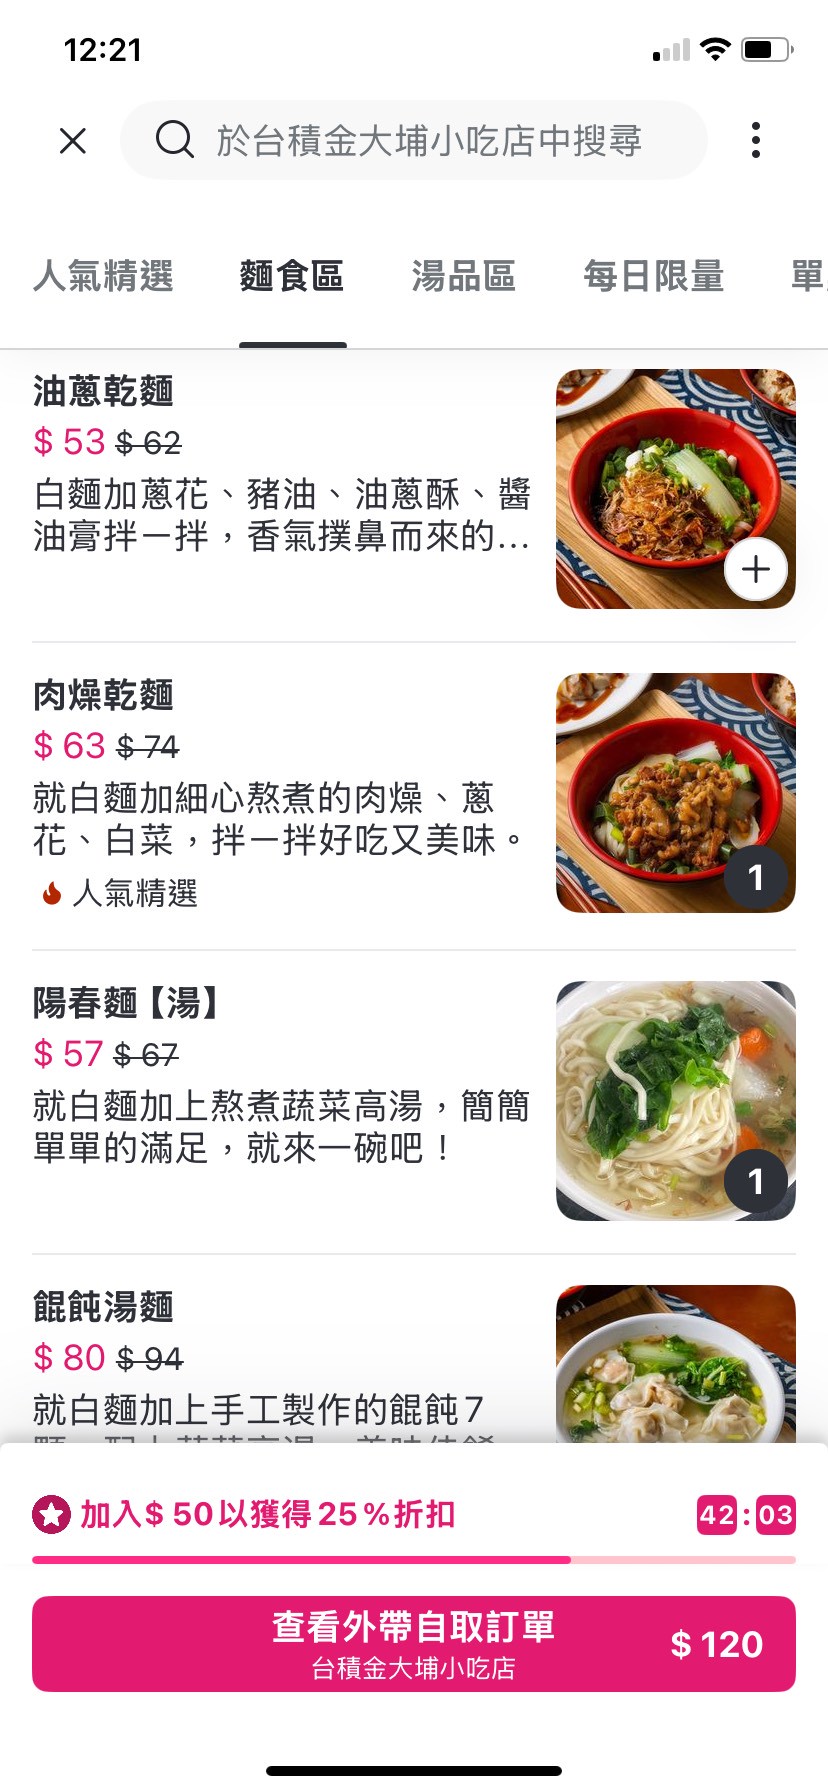 12:21
於台積金大埔小吃店中搜尋
人氣精選 麵食區 湯品區 每日限量 單
油蔥乾麵
$ 53 $ 62
白麵加蔥花、豬油、油蔥酥、醬
油膏拌一拌，香氣撲鼻而來的...
肉燥乾麵
$ 63 $ 74
就白麵加細心熬煮的肉燥、蔥
花、白菜，拌一拌好吃又美味。
1
人氣精選
陽春麵【湯】
$ 57 $ 67
就白麵加上熬煮蔬菜高湯，簡簡
單單的滿足，就來一碗吧！
1
餛飩湯麵
$ 80 $ 94
就白麵加上手工製作的餛飩7
加入$ 50以獲得25%折扣 42:03
查看外帶自取訂單
台積金大埔小吃店
$ 120